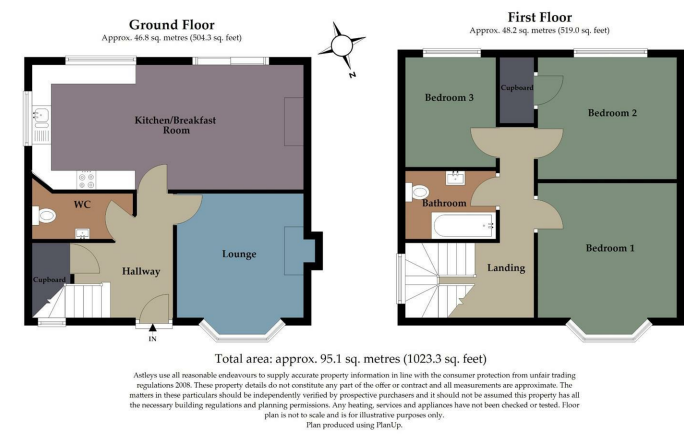 Ground Floor
Approx. 46.8 sq. metres (504.3 sq. feet)
N
Kitchen/Breakfast
Room
WC
Cupboard
Hallway
Lounge
IN
First Floor
Approx. 48.2 sq. metres (519.0 sq. feet)
Bedroom 3
Cupboard
Bedroom 2
Bathroom
Bedroom 1
Landing
Total area: approx. 95.1 sq. metres (1023.3 sq. feet)
Astleys use all reasonable endeavours to supply accurate property information in line with the consumer protection from unfair trading
regulations 2008. These property details do not constitute any part of the offer or contract and all measurements are approximate. The
matters in these particulars should be independently verified by prospective purchasers and it should not be assumed this property has all
the necessary building regulations and planning permissions. Any heating, services and appliances have not been checked or tested. Floor
plan is not to scale and is for illustrative purposes only.
Plan produced using PlanUp.